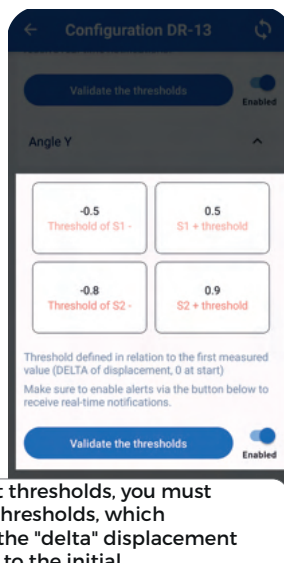 Configuration DR-13
Validate the thresholds
Enabled
Angle Y
-0.5
Threshold of S1 -
0.5
S1 + threshold
-0.8
Threshold of S2 -
0.9
S2 + threshold
Threshold defined in relation to the first measured
value (DELTA of displacement, 0 at start)
Make sure to enable alerts via the button below to
receive real-time notifications.
Validate the thresholds
Enabled
thresholds, you must
thresholds, which
the "delta" displacement
to the initial